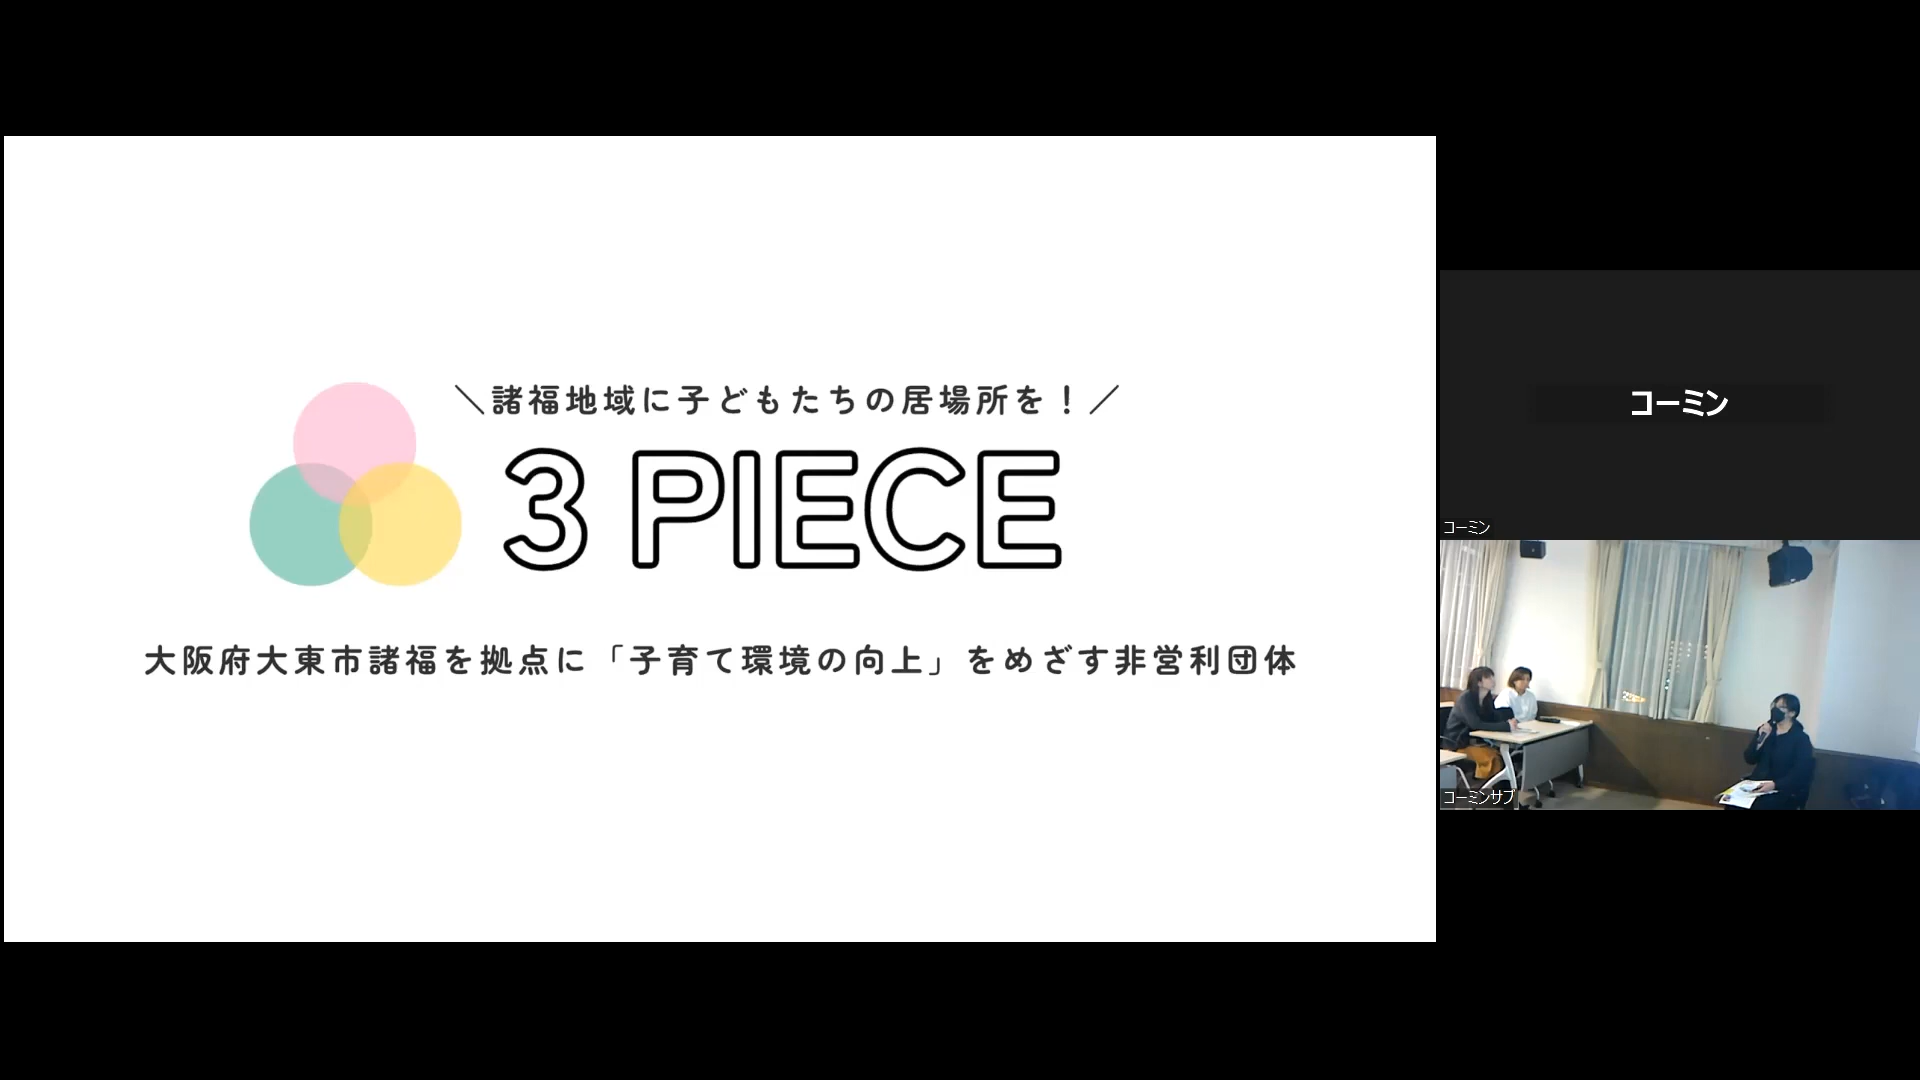 ＼諸福地域に子どもたちの居場所を！／
3 PIECE
大阪府大東市諸福を拠点に「子育て環境の向上」をめざす非営利団体
コーミン
コーミン
コーミンサブ